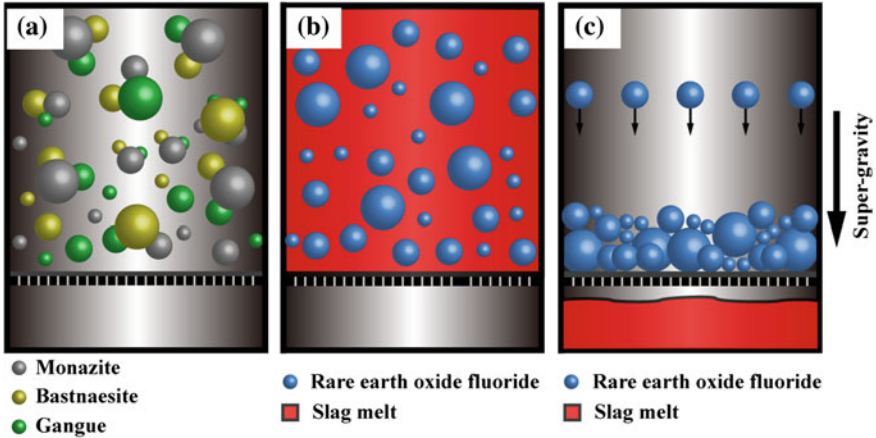 (a)
(b)
(c)
Super-gravity
Monazite
Bastnaesite
Gangue
Rare earth oxide fluoride
Slag melt
Rare earth oxide fluoride
Slag melt